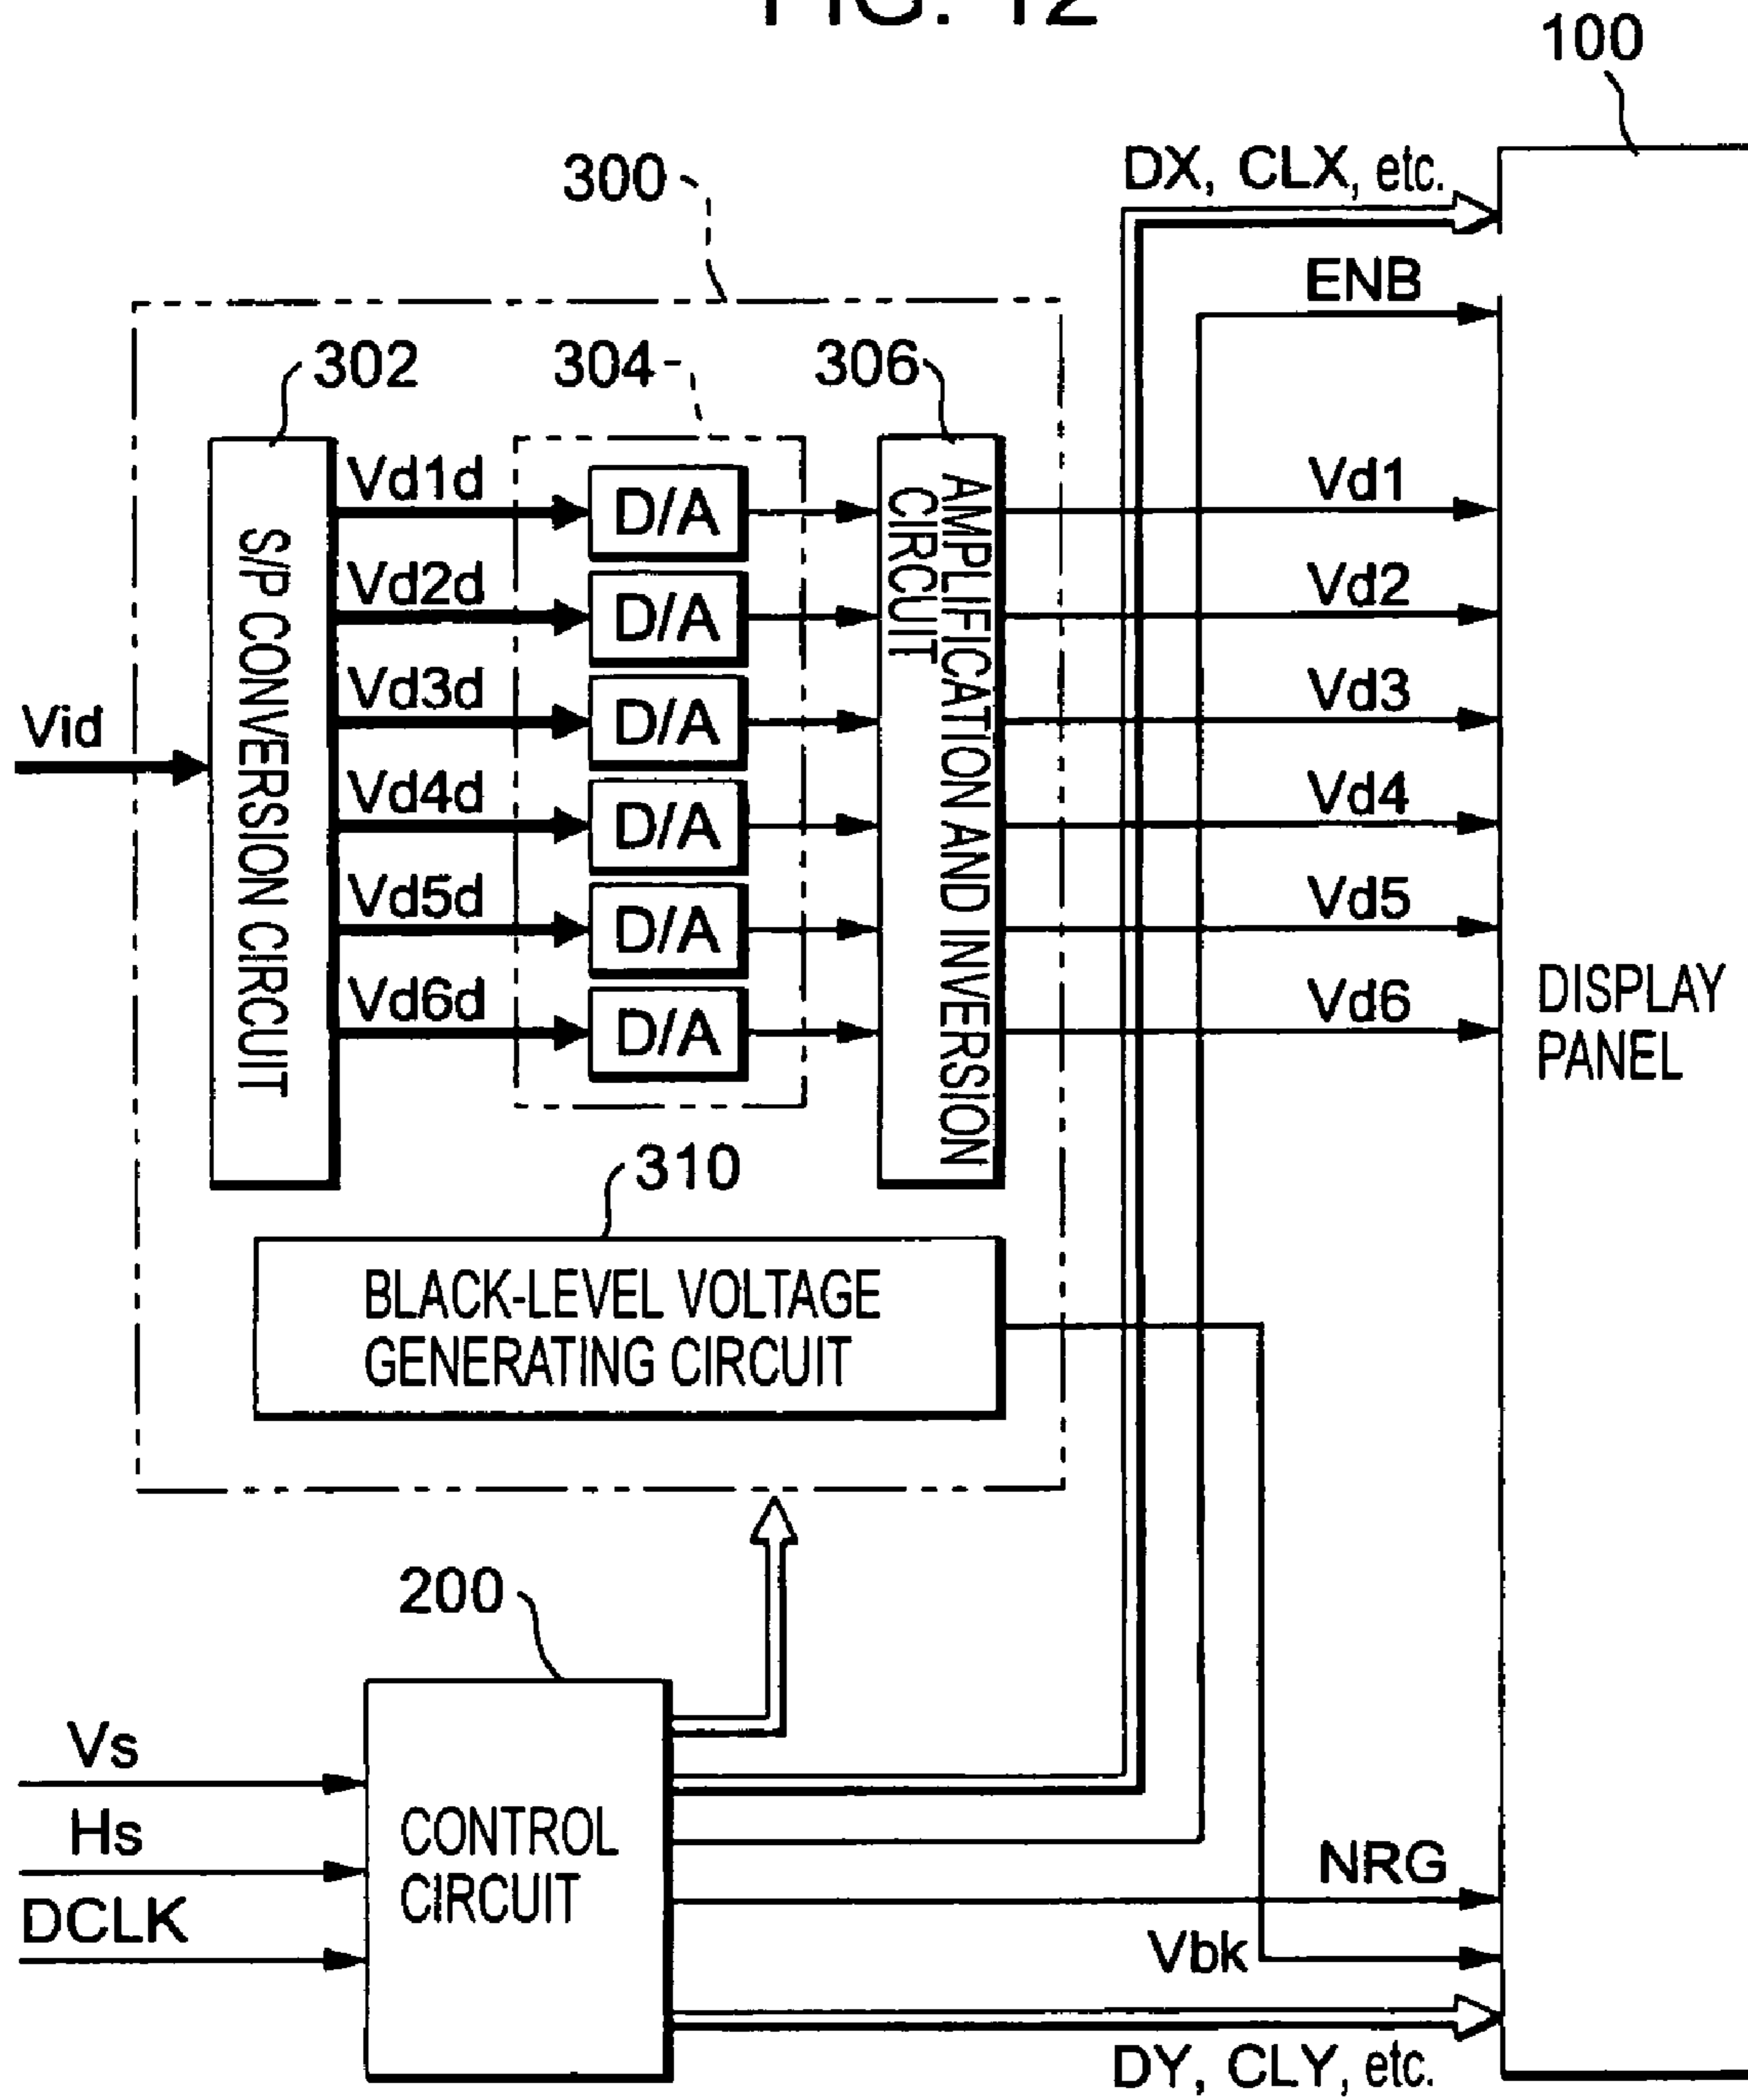 FIG. 12
100
DX, CLX, etc.
300
ENB
302
304
306
Vd1d
D/A
Vd1
Vd2d
D/A
Vd2
Vd3d
D/A
Vd3
Vid
Vd4d
D/A
Vd4
Vd5d
D/A
Vd5
Vd6d
D/A
Vd6
S/P CONVERSION CIRCUIT
AMPLIFICATION AND INVERSION
CIRCUIT
DISPLAY
PANEL
310
BLACK-LEVEL VOLTAGE
GENERATING CIRCUIT
200
Vs
Hs
DCLK
CONTROL
CIRCUIT
NRG
Vbk
DY, CLY, etc.